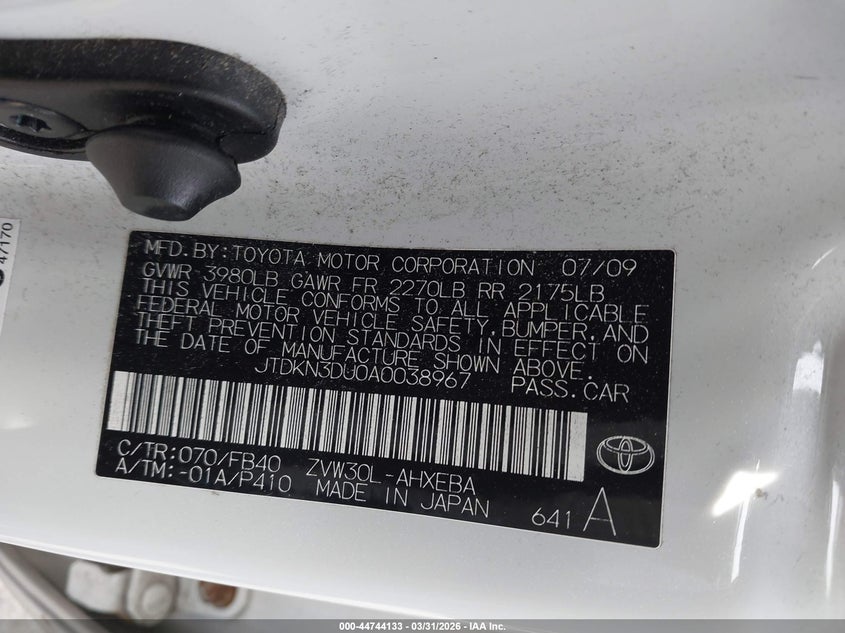 47170
MFD.BY:TOYOTA MOTOR CORPORATION 07/09
GVWR 3980LB GAWR FR 2270LB RR 2175LB
THIS VEHICLE CONFORMS TO ALL APPLICABLE
FEDERAL MOTOR VEHICLE SAFETY,BUMPER,AND
THEFT PREVENTION STANDARDS IN EFFECT ON
THE DATE OF MANUFACTURE SHOWN ABOVE.
JTDKN3DU0A0038967 PASS.CAR
C/TR:070/FB40 ZVW30L-AHXEBA
A/TM:-01A/P410 MADE IN JAPAN
641 A
000-44744133 - 03/31/2026 - IAA Inc.